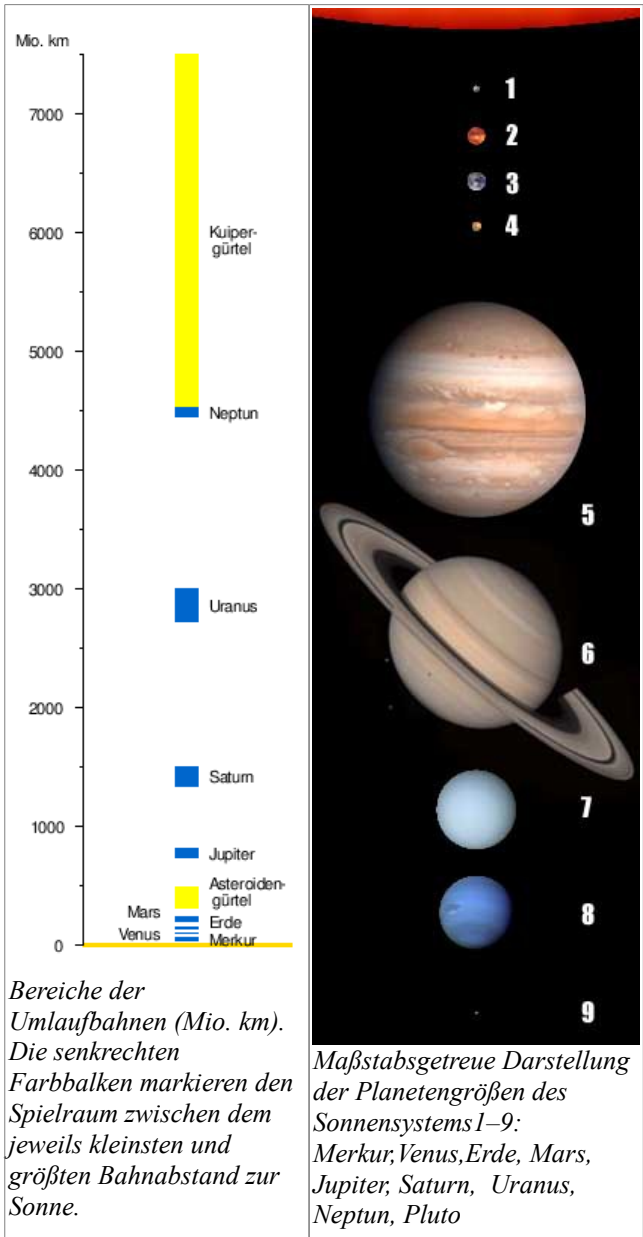 Mio. km
7000
6000
Kuiper-
gürtel
5000
Neptun
4000
3000
Uranus
2000
Saturn
1000
Jupiter
Asteroiden-
gürtel
Mars
Erde
Venus
Merkur
0
Bereiche der
Umlaufbahnen (Mio. km).
Die senkrechten
Farbbalken markieren den
Spielraum zwischen dem
jeweils kleinsten und
größten Bahnabstand zur
Sonne.
1
2
3
4
5
6
7
8
9
Maßstabsgetreue Darstellung
der Planetengrößen des
Sonnensystems1–9:
Merkur,Venus,Erde, Mars,
Jupiter, Saturn, Uranus,
Neptun, Pluto